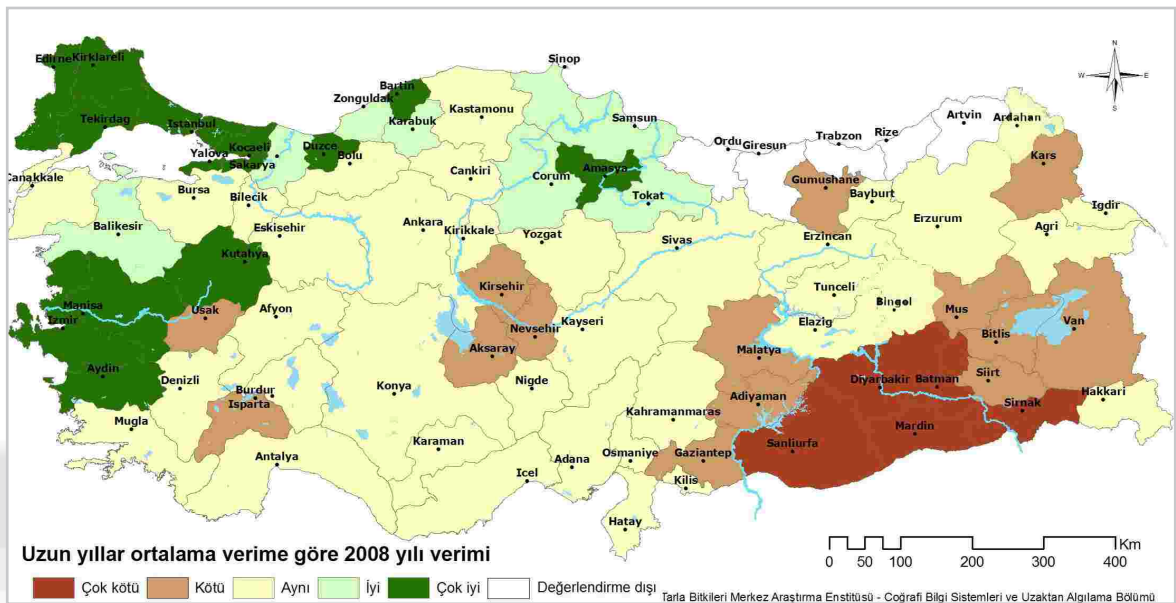 Sinop
Edirne Kirklareli
Bartin
Zonguldak
Kastamonu
Karabuk
Samsun
Artvin
Tekirdag
Istanbul
Ordu
Giresun
Trabzon
Rize
Ardahan
Kocaeli
Duzce
Yalova
Sakarya
Bolu
Amasya
Kars
Canakkale
Cankiri
Corum
Gumushane
Bursa
Bilecik
Tokat
Bayburt
Igdir
Balikesir
Eskisehir
Ankara
Kirikkale
Yozgat
Sivas
Erzincan
Erzurum
Agri
Kutahya
Tunceli
Bingol
Manisa
Izmir
Usak
Afyon
Kirsehir
Nevsehir
Kayseri
Elazig
Mus
Bitlis
Van
Aksaray
Malatya
Aydin
Denizli
Burdur
Isparta
Konya
Nigde
Diyarbakir
Batman
Siirt
Adiyaman
Sirnak
Hakkari
Mugla
Kahramanmaras
Mardin
Karaman
Sanliurfa
Antalya
Adana
Osmaniye
Gaziantep
Icel
Kilis
Hatay
N
W E
S
Uzun yıllar ortalama verime göre 2008 yılı verimi
Çok kötü Kötü Aynı İyi Çok iyi Değerlendirme dışı
Km
0 50 100 200 300 400
Tarla Bitkileri Merkez Araştırma Enstitüsü - Coğrafi Bilgi Sistemleri ve Uzaktan Algılama Bölümü